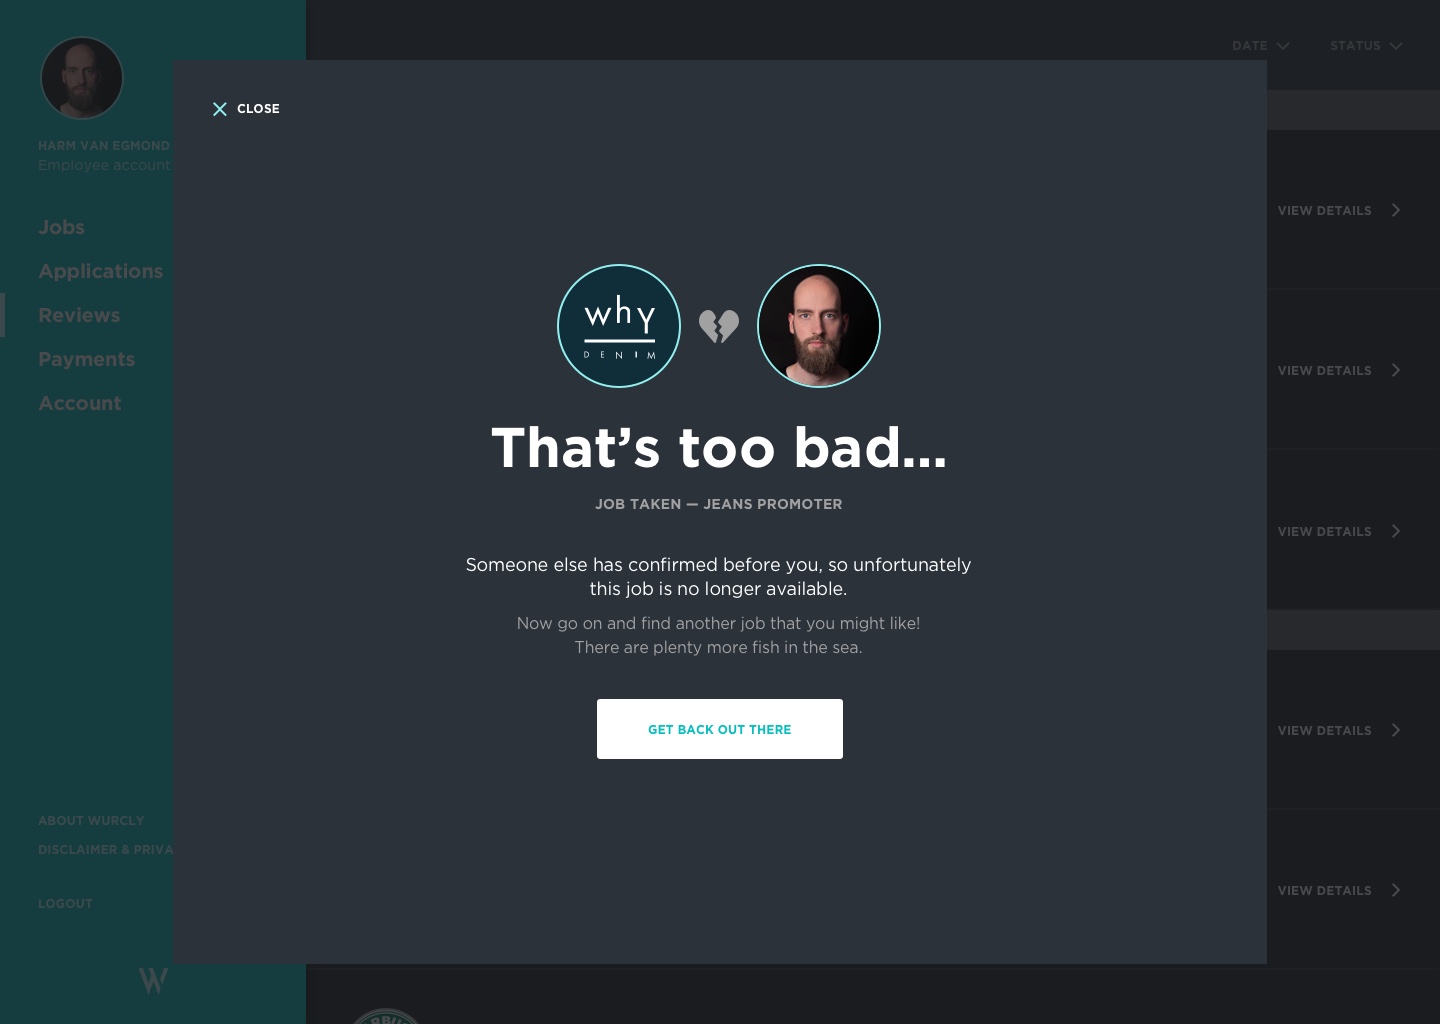 DATE
STATUS
CLOSE
HARM VAN EGMOND
Employee account
Jobs
Applications
Reviews
Payments
Account
ABOUT WURCLY
DISCLAIMER & PRIVA
LOGOUT
W
why
DENIM
That’s too bad...
JOB TAKEN — JEANS PROMOTER
Someone else has confirmed before you, so unfortunately
this job is no longer available.
Now go on and find another job that you might like!
There are plenty more fish in the sea.
GET BACK OUT THERE
VIEW DETAILS
VIEW DETAILS
VIEW DETAILS
VIEW DETAILS
VIEW DETAILS